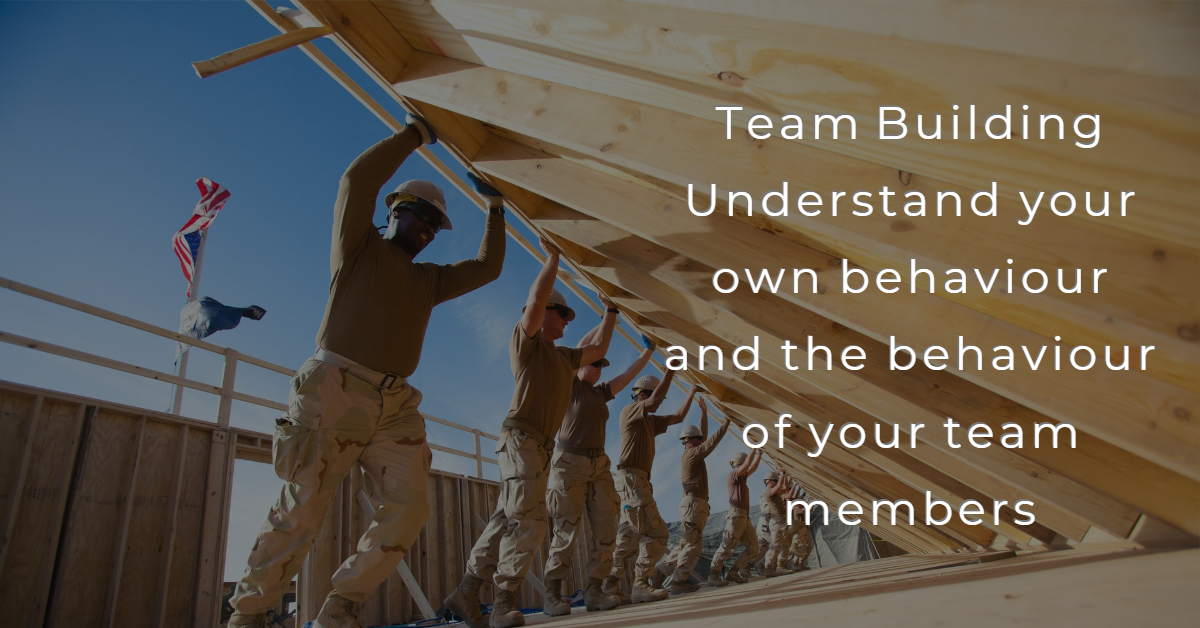 Team Building
Understand your
own behaviour
and the behaviour
of your team
members